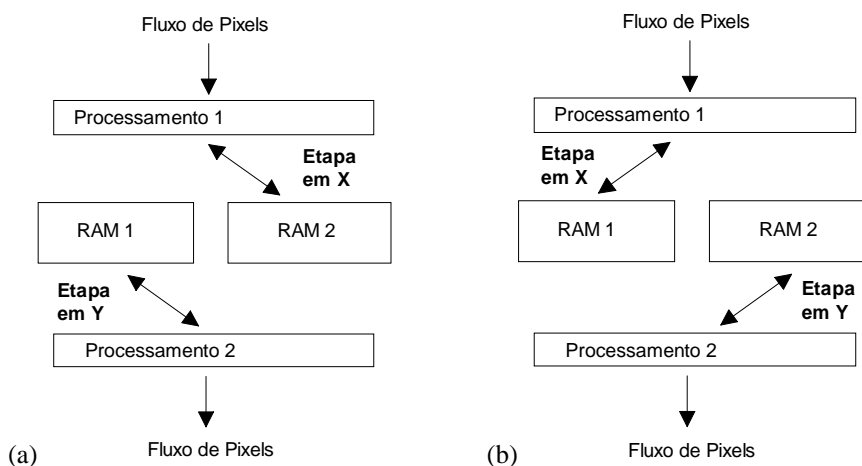 Fluxo de Pixels
Processamento 1
Etapa
em X
RAM 1
RAM 2
Etapa
em Y
Processamento 2
Fluxo de Pixels
(a)
Fluxo de Pixels
Processamento 1
Etapa
em X
RAM 1
RAM 2
Etapa
em Y
Processamento 2
Fluxo de Pixels
(b)